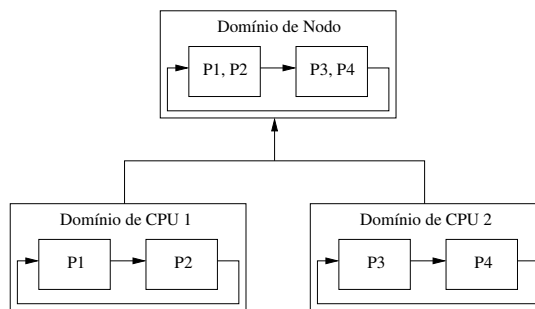 Domínio de Nodo
P1, P2
P3, P4
Domínio de CPU 1
P1
P2
Domínio de CPU 2
P3
P4